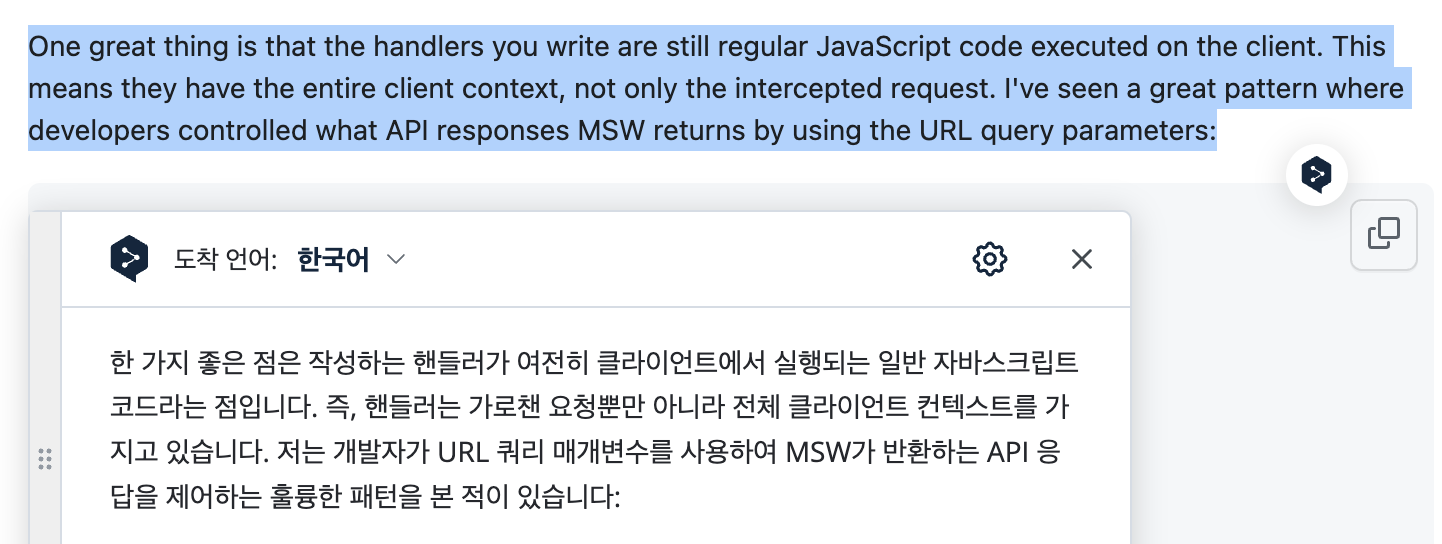 One great thing is that the handlers you write are still regular JavaScript code executed on the client. This
means they have the entire client context, not only the intercepted request. I've seen a great pattern where
developers controlled what API responses MSW returns by using the URL query parameters:
도착 언어: 한국어
한 가지 좋은 점은 작성하는 핸들러가 여전히 클라이언트에서 실행되는 일반 자바스크립트
코드라는 점입니다. 즉, 핸들러는 가로챈 요청뿐만 아니라 전체 클라이언트 컨텍스트를 가
지고 있습니다. 저는 개발자가 URL 쿼리 매개변수를 사용하여 MSW가 반환하는 API 응
답을 제어하는 훌륭한 패턴을 본 적이 있습니다: